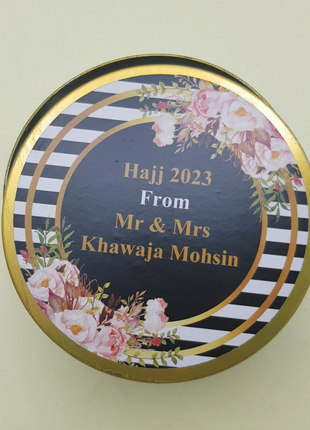 Hajj 2023
From
Mr & Mrs
Khawaja Mohsin